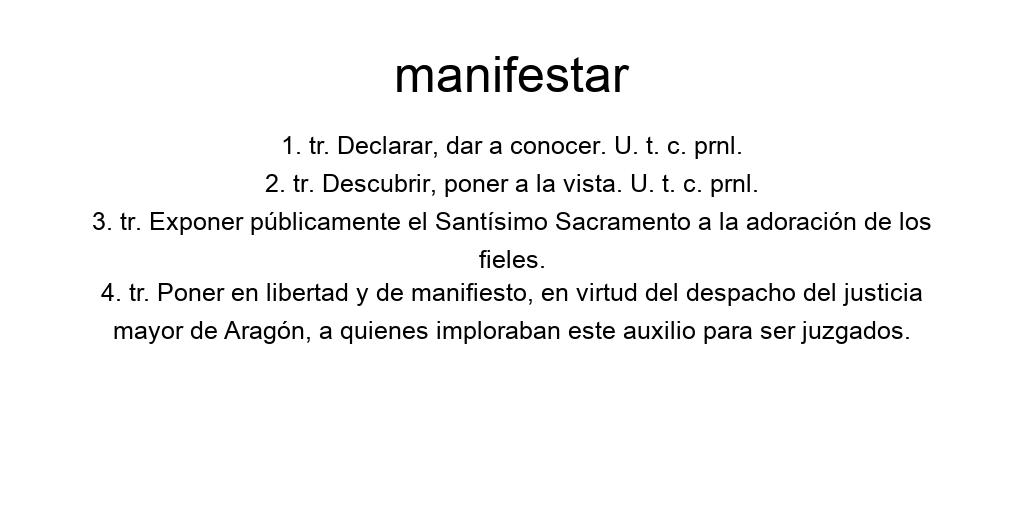 manifestar
1. tr. Declarar, dar a conocer. U. t. c. prnl.
2. tr. Descubrir, poner a la vista. U. t. c. prnl.
3. tr. Exponer públicamente el Santísimo Sacramento a la adoración de los
fieles.
4. tr. Poner en libertad y de manifiesto, en virtud del despacho del justicia
mayor de Aragón, a quienes imploraban este auxilio para ser juzgados.